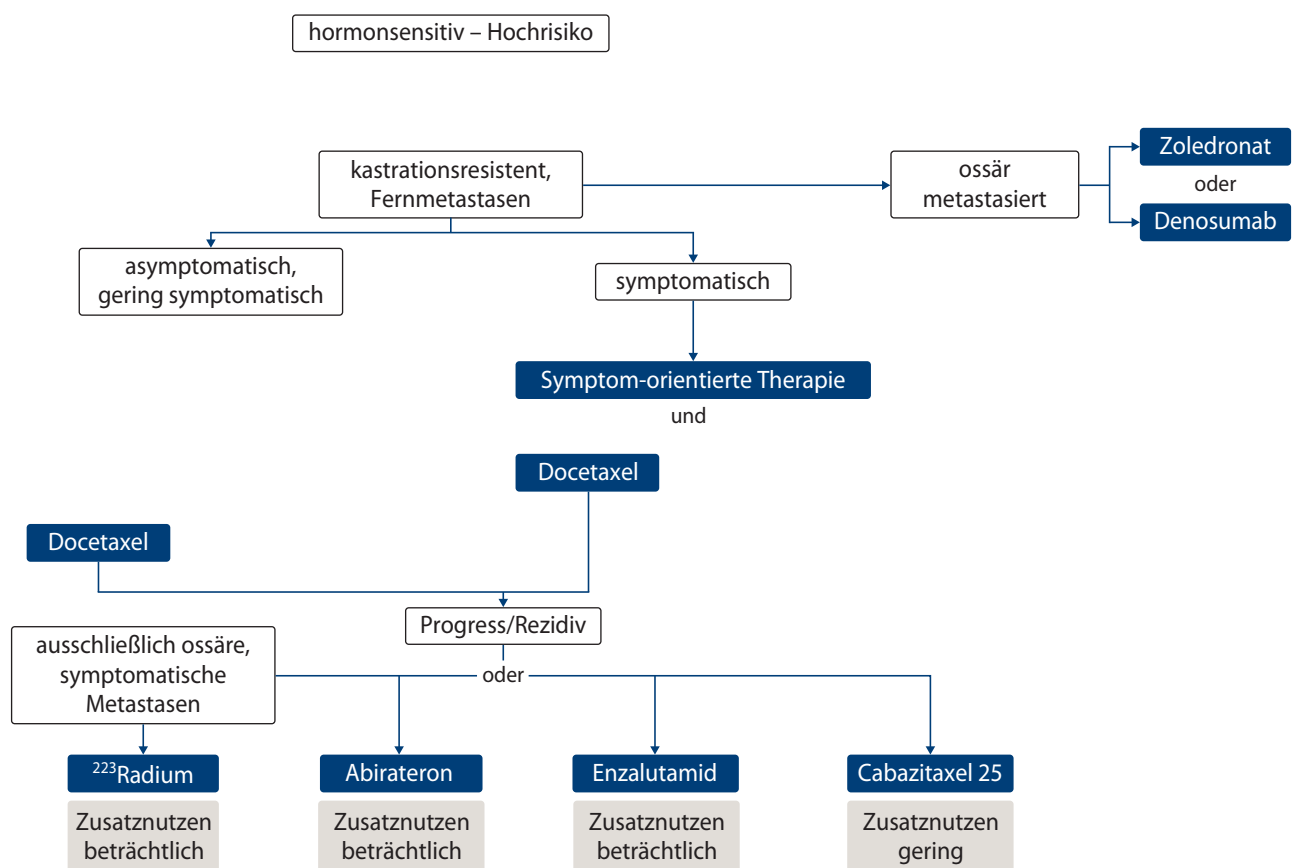 hormonsensitiv – Hochrisiko
kastrationsresistent,
Fernmetastasen
ossär
metastasiert
Zoledronat
oder
Denosumab
asymptomatisch,
gering symptomatisch
symptomatisch
Symptom-orientierte Therapie
und
Docetaxel
Docetaxel
Progress/Rezidiv
ausschließlich ossäre,
symptomatische
Metastasen
oder
²²³Radium
Abirateron
Enzalutamid
Cabazitaxel 25
Zusatznutzen
beträchtlich
Zusatznutzen
beträchtlich
Zusatznutzen
beträchtlich
Zusatznutzen
gering